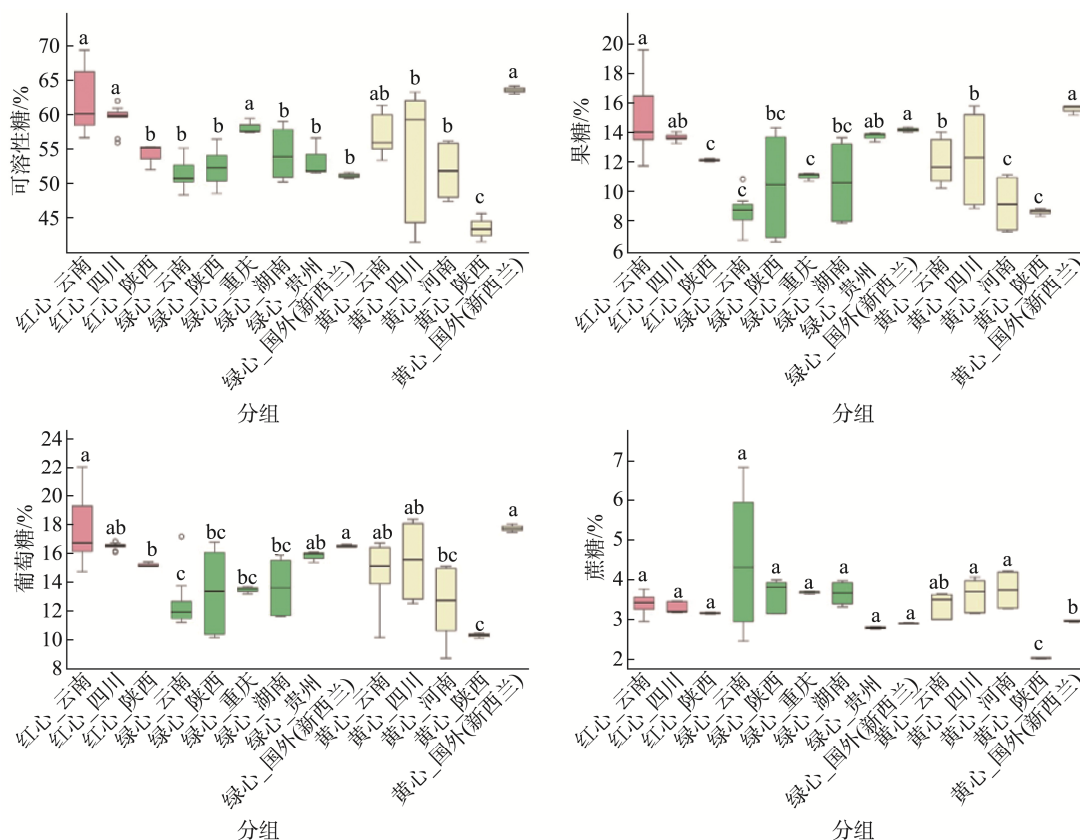 可溶性糖/%
70
65
60
55
50
45
a
a
b
b
b
a
b
b
b
ab
b
b
c
a
红心_云南
红心_四川
红心_陕西
绿心_云南
绿心_陕西
绿心_重庆
绿心_湖南
绿心_贵州
绿心_国外(新西兰)
黄心_云南
黄心_四川
黄心_河南
黄心_陕西
黄心_国外(新西兰)
分组
果糖/%
20
18
16
14
12
10
8
6
a
ab
c
c
bc
c
bc
ab
a
b
b
c
c
a
红心_云南
红心_四川
红心_陕西
绿心_云南
绿心_陕西
绿心_重庆
绿心_湖南
绿心_贵州
绿心_国外(新西兰)
黄心_云南
黄心_四川
黄心_河南
黄心_陕西
黄心_国外(新西兰)
分组
葡萄糖/%
24
22
20
18
16
14
12
10
8
a
ab
b
c
bc
bc
bc
ab
a
ab
ab
bc
c
a
红心_云南
红心_四川
红心_陕西
绿心_云南
绿心_陕西
绿心_重庆
绿心_湖南
绿心_贵州
绿心_国外(新西兰)
黄心_云南
黄心_四川
黄心_河南
黄心_陕西
黄心_国外(新西兰)
分组
蔗糖/%
7
6
5
4
3
2
a
a
a
a
a
a
a
a
a
ab
a
a
c
b
红心_云南
红心_四川
红心_陕西
绿心_云南
绿心_陕西
绿心_重庆
绿心_湖南
绿心_贵州
绿心_国外(新西兰)
黄心_云南
黄心_四川
黄心_河南
黄心_陕西
黄心_国外(新西兰)
分组